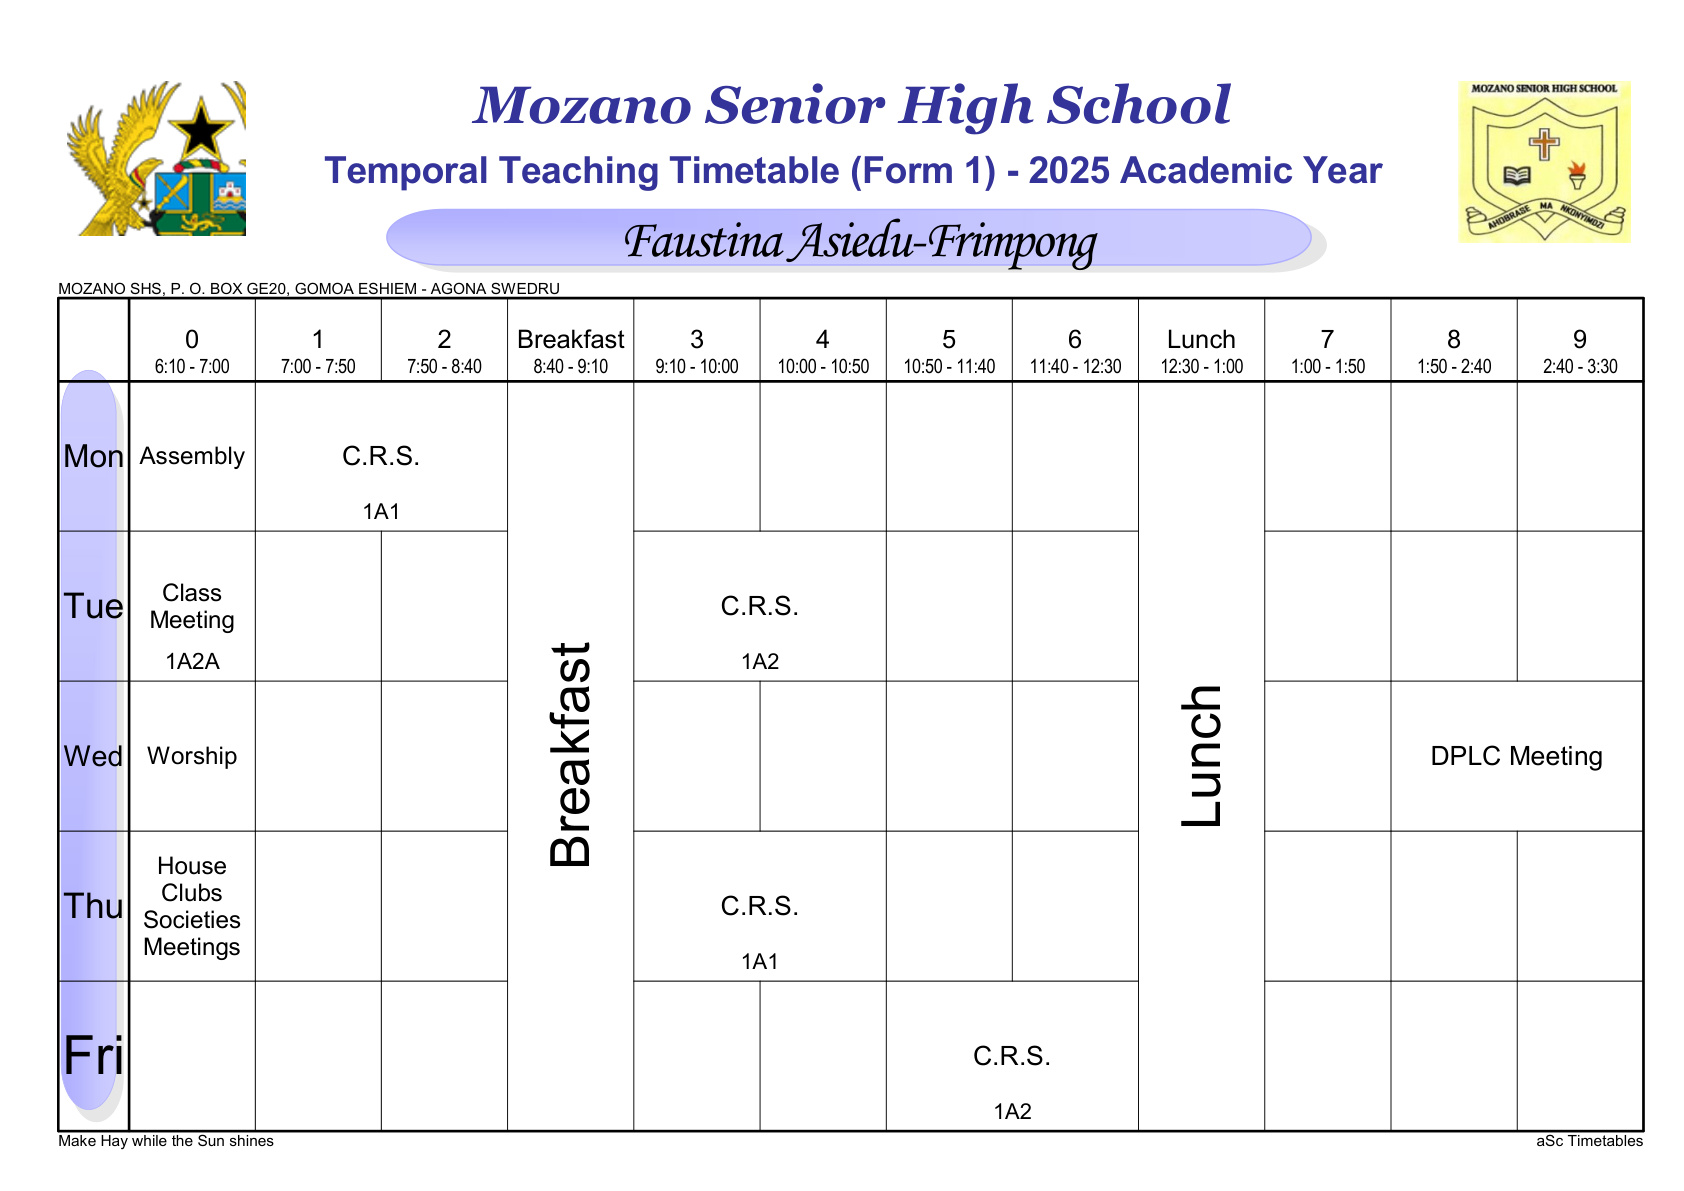 Mozano Senior High School
Temporal Teaching Timetable (Form 1) - 2025 Academic Year
Faustina Asiedu-Frimpong
MOZANO SENIOR HIGH SCHOOL
AHOBRASE MA NKONYIMDZI
MOZANO SHS, P. O. BOX GE20, GOMOA ESHIEM - AGONA SWEDRU
0 1 2 Breakfast 3 4 5 6 Lunch 7 8 9
6:10 - 7:00 7:00 - 7:50 7:50 - 8:40 8:40 - 9:10 9:10 - 10:00 10:00 - 10:50 10:50 - 11:40 11:40 - 12:30 12:30 - 1:00 1:00 - 1:50 1:50 - 2:40 2:40 - 3:30
Mon Assembly C.R.S.
1A1
Tue Class Meeting C.R.S.
1A2A 1A2
Breakfast
Lunch
Wed Worship DPLC Meeting
Thu House Clubs Societies Meetings C.R.S.
1A1
Fri C.R.S.
1A2
Make Hay while the Sun shines
aSc Timetables